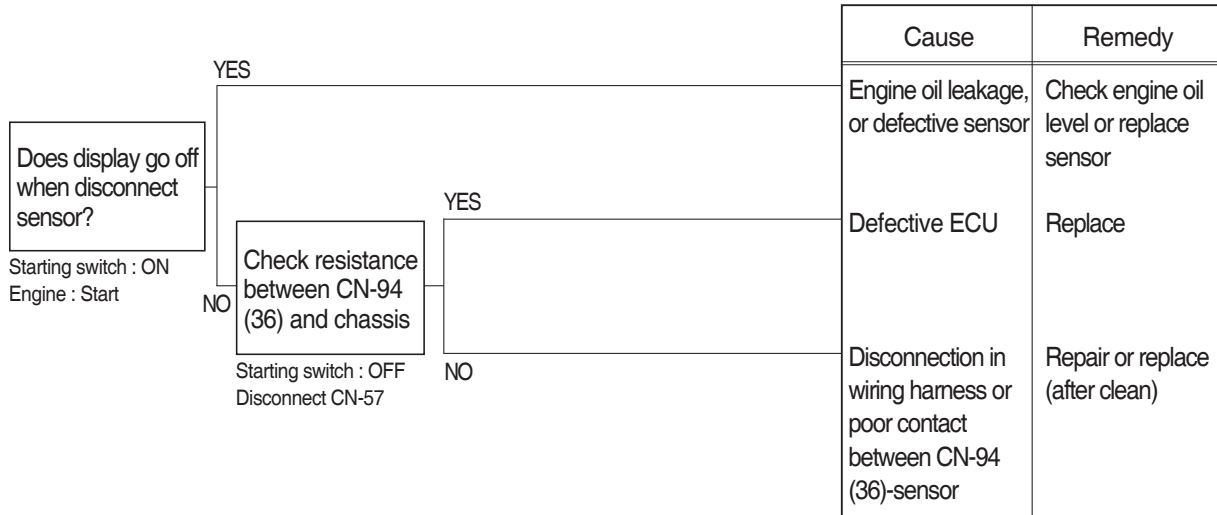 Cause
Remedy
YES
Engine oil leakage,
or defective sensor
Check engine oil
level or replace
sensor
Does display go off
when disconnect
sensor?
Starting switch : ON
Engine : Start
YES
Defective ECU
Replace
NO
Check resistance
between CN-94
(36) and chassis
Starting switch : OFF
Disconnect CN-57
NO
Disconnection in
wiring harness or
poor contact
between CN-94
(36)-sensor
Repair or replace
(after clean)